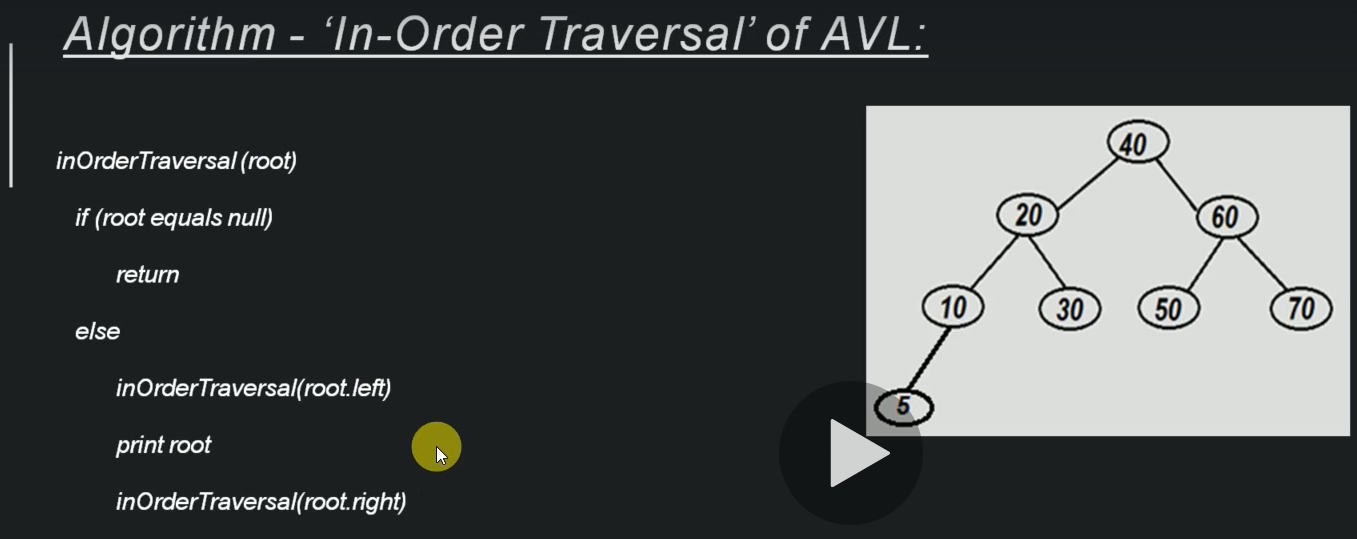 Algorithm - ‘In-Order Traversal’ of AVL:
inOrderTraversal (root)
if (root equals null)
return
else
inOrderTraversal(root.left)
print root
inOrderTraversal(root.right)
40
20 60
10 30 50 70
5